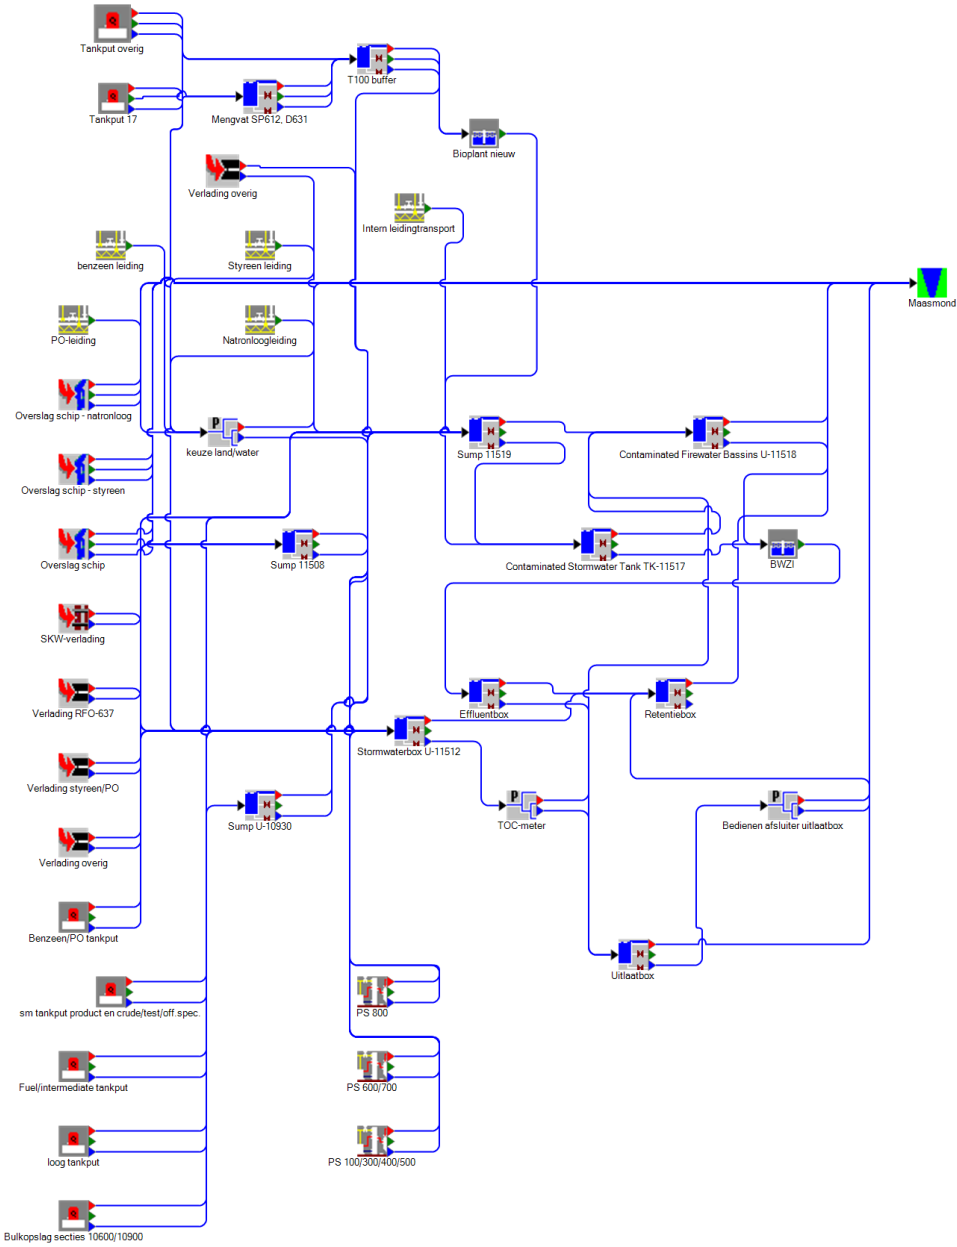 Tankput overig
T100 buffer
Tankput 17
Mengvat SP612, D631
Bioplant nieuw
Verlading overig
Intern leidingtransport
benzeen leiding
Styreen leiding
Maasmond
PO-leiding
Natronloogleiding
Overslag schip - natronloog
P
keuze land/water
Sump 11519
Contaminated Firewater Bassins U-11518
Overslag schip - styreen
Overslag schip
Sump 11508
Contaminated Stormwater Tank TK-11517
BWZI
SKW-verlading
Verlading RFO-637
Effluentbox
Retentiebox
Stormwaterbox U-11512
Verlading styreen/PO
Sump U-10930
P
TOC-meter
P
Bedienen afsluiter uitlaatbox
Verlading overig
Benzeen/PO tankput
Uitlaatbox
sm tankput product en crude/test/off.spec.
PS 800
Fuel/intermediate tankput
PS 600/700
loog tankput
PS 100/300/400/500
Bulkopslag secties 10600/10900